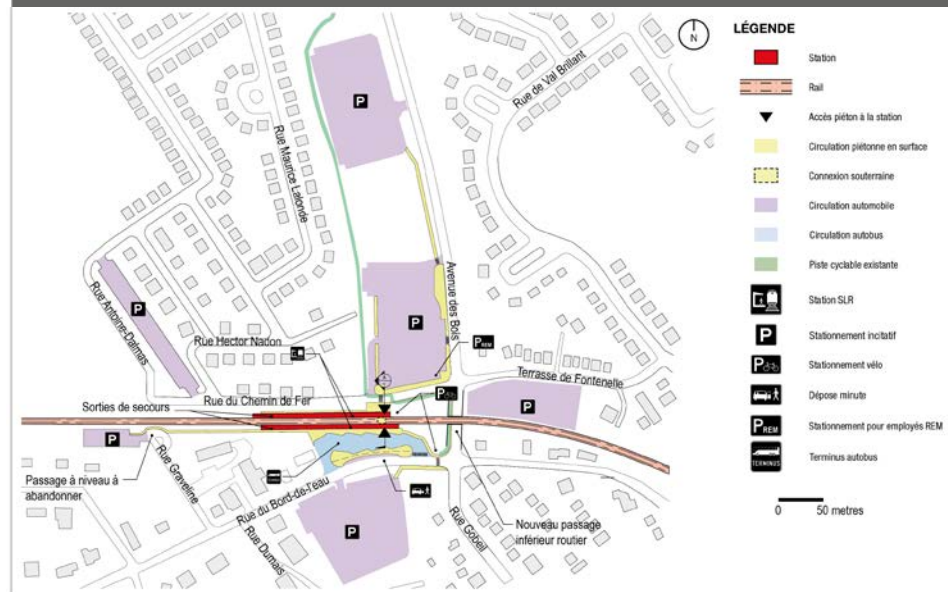 N
Rue de Val Brillant
Rue Maurice Lalonde
P
Avenue des Bois
Rue Antoine-Dalmas
P
P
Rue Hector Nadon
P REM
Terrasse de Fontenelle
P
Rue du Chemin de Fer
Sorties de secours
P
P
Passage à niveau à
abandonner
Rue Graveline
Rue du Bord-de-l'eau
Rue Dumais
P
Rue Gobeil
Nouveau passage
inférieur routier
LÉGENDE
Station
Rail
Accès piéton à la station
Circulation piétonne en surface
Connexion souterraine
Circulation automobile
Circulation autobus
Piste cyclable existante
Station SLR
P
Stationnement incitatif
P
Stationnement vélo
Dépose minute
P REM
Stationnement pour employés REM
TERMINUS
Terminus autobus
0 50 metres